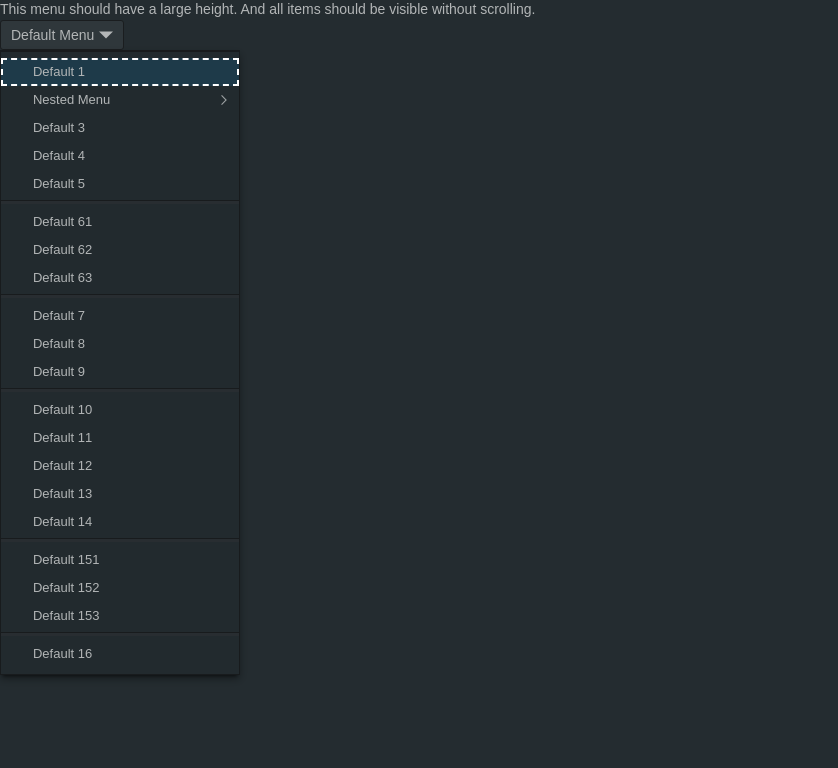 This menu should have a large height. And all items should be visible without scrolling.
Default Menu
Default 1
Nested Menu
Default 3
Default 4
Default 5
Default 61
Default 62
Default 63
Default 7
Default 8
Default 9
Default 10
Default 11
Default 12
Default 13
Default 14
Default 151
Default 152
Default 153
Default 16